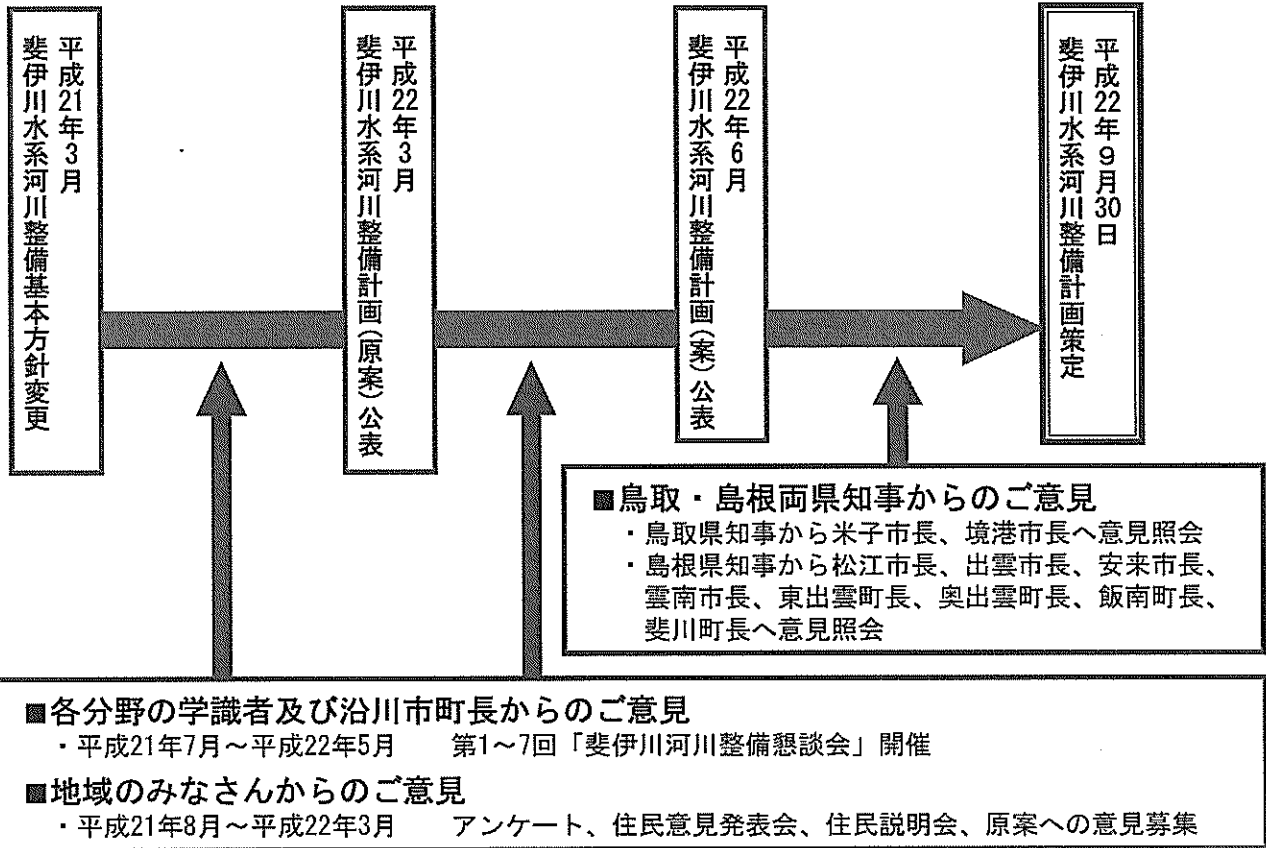 平成21年3月
斐伊川水系河川整備基本方針変更
平成22年3月
斐伊川水系河川整備計画(原案)公表
平成22年6月
斐伊川水系河川整備計画(案)公表
平成22年9月30日
斐伊川水系河川整備計画策定
■鳥取・島根両県知事からのご意見
・鳥取県知事から米子市長、境港市長へ意見照会
・島根県知事から松江市長、出雲市長、安来市長、
雲南市長、東出雲町長、奥出雲町長、飯南町長、
斐川町長へ意見照会
■各分野の学識者及び沿川市町長からのご意見
・平成21年7月～平成22年5月 第1～7回「斐伊川河川整備懇談会」開催
■地域のみなさんからのご意見
・平成21年8月～平成22年3月 アンケート、住民意見発表会、住民説明会、原案への意見募集